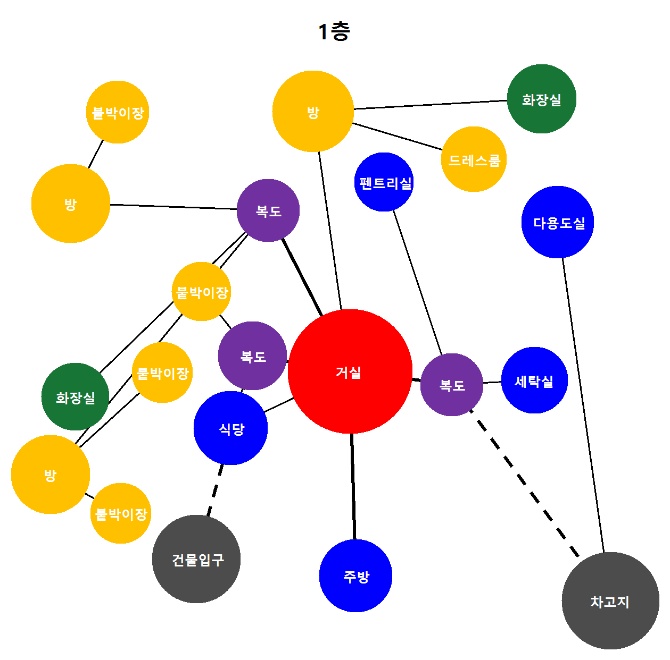 1층
화장실
붙박이장
방
드레스룸
펜트리실
방
복도
다용도실
붙박이장
복도
거실
붙박이장
세탁실
복도
화장실
식당
방
붙박이장
건물입구
주방
차고지